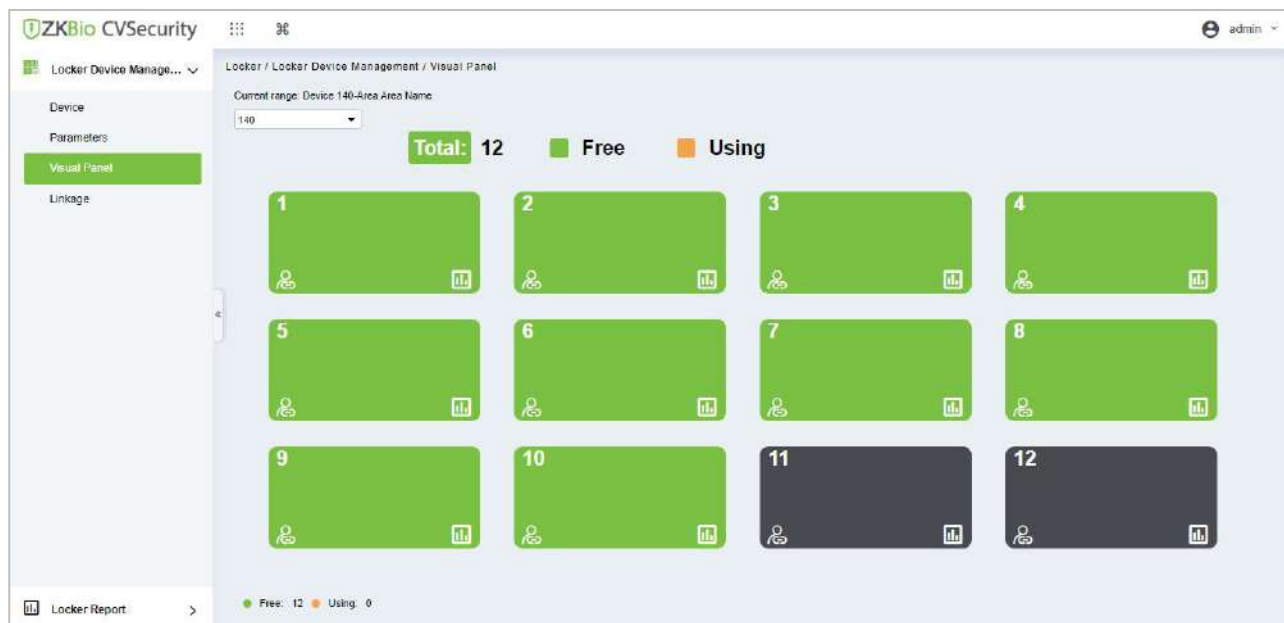 ZKBio CVSecurity
admin
Locker Device Manage...
Device
Parameters
Visual Panel
Linkage
Locker Report
Locker / Locker Device Management / Visual Panel
Current range: Device 140-Area Area Name
140
Total: 12 Free Using
1 2 3 4
5 6 7 8
9 10 11 12
Free: 12 Using: 0